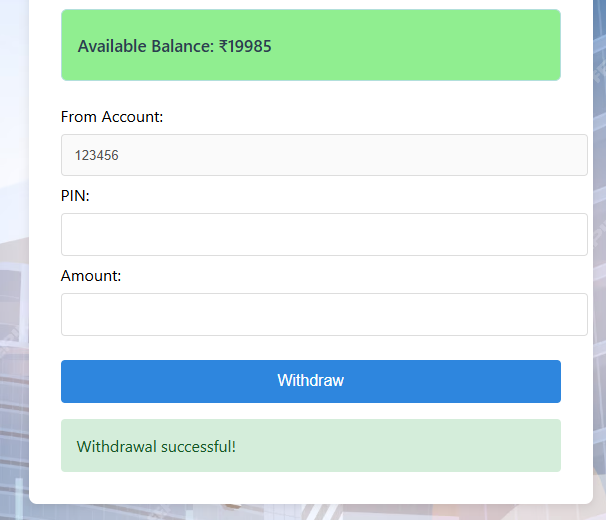 Available Balance: ₹19985
From Account:
123456
PIN:
Amount:
Withdraw
Withdrawal successful!